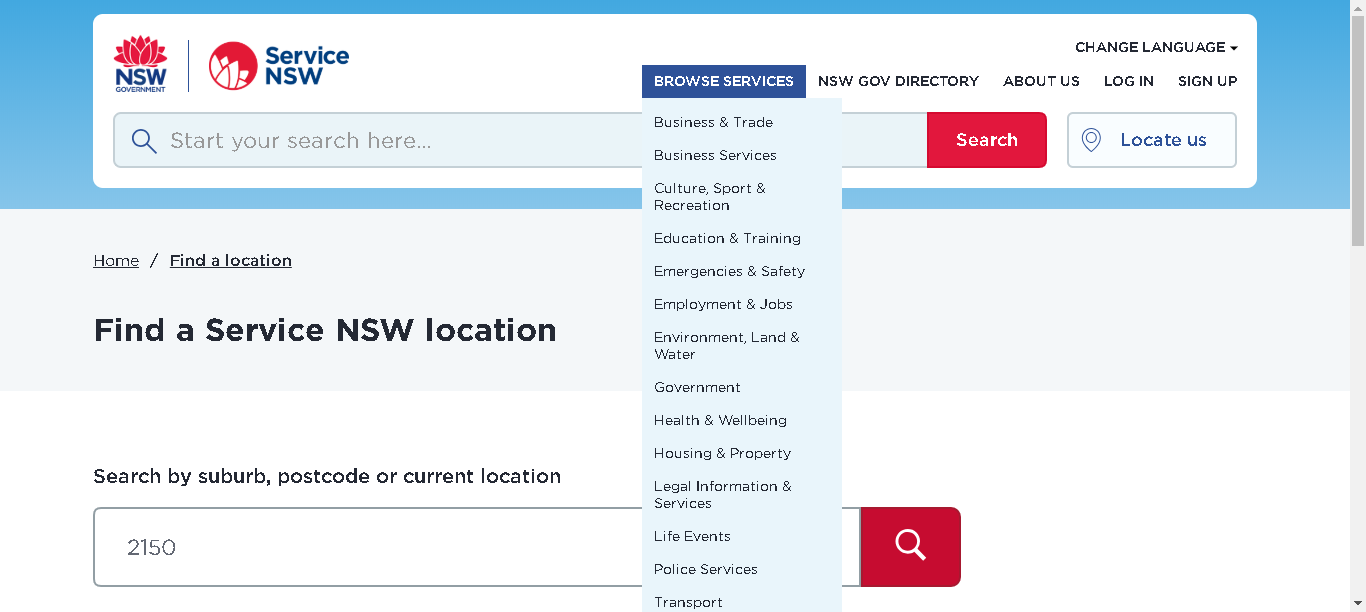 NSW
GOVERNMENT
Service
NSW
CHANGE LANGUAGE
BROWSE SERVICES
NSW GOV DIRECTORY
ABOUT US
LOG IN
SIGN UP
Start your search here...
Search
Locate us
Business & Trade
Business Services
Culture, Sport &
Recreation
Education & Training
Emergencies & Safety
Employment & Jobs
Environment, Land &
Water
Government
Health & Wellbeing
Housing & Property
Legal Information &
Services
Life Events
Police Services
Transport
Home / Find a location
Find a Service NSW location
Search by suburb, postcode or current location
2150